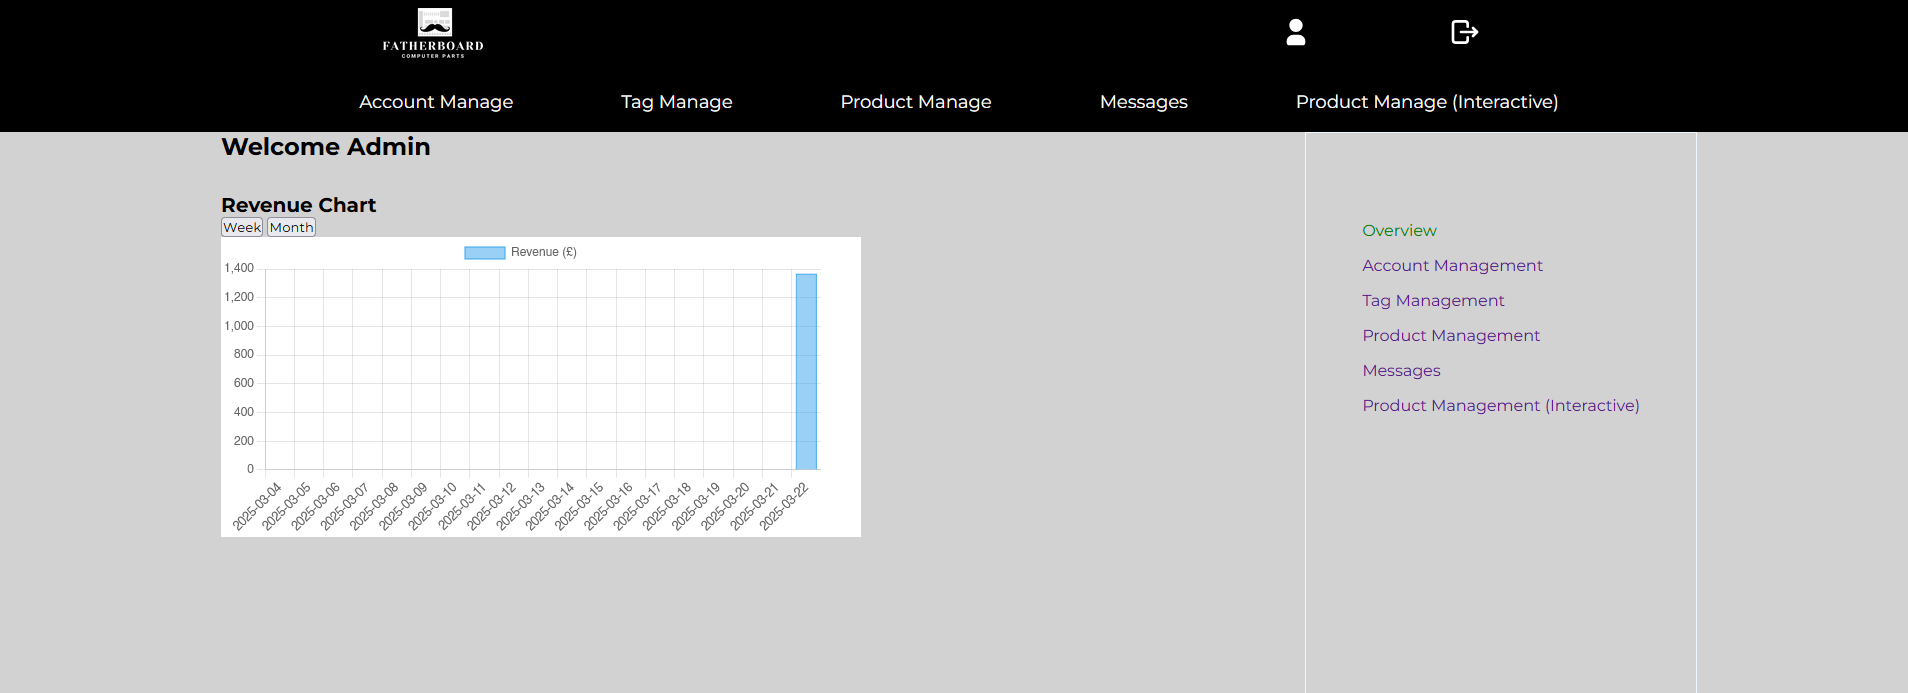 FATHERBOARD
COMPUTER PARTS
Account Manage
Tag Manage
Product Manage
Messages
Product Manage (Interactive)
Welcome Admin
Revenue Chart
Week
Month
Revenue (£)
1,400
1,200
1,000
800
600
400
200
0
2025-03-04
2025-03-05
2025-03-06
2025-03-07
2025-03-08
2025-03-09
2025-03-10
2025-03-11
2025-03-12
2025-03-13
2025-03-14
2025-03-15
2025-03-16
2025-03-17
2025-03-18
2025-03-19
2025-03-20
2025-03-21
2025-03-22
Overview
Account Management
Tag Management
Product Management
Messages
Product Management (Interactive)